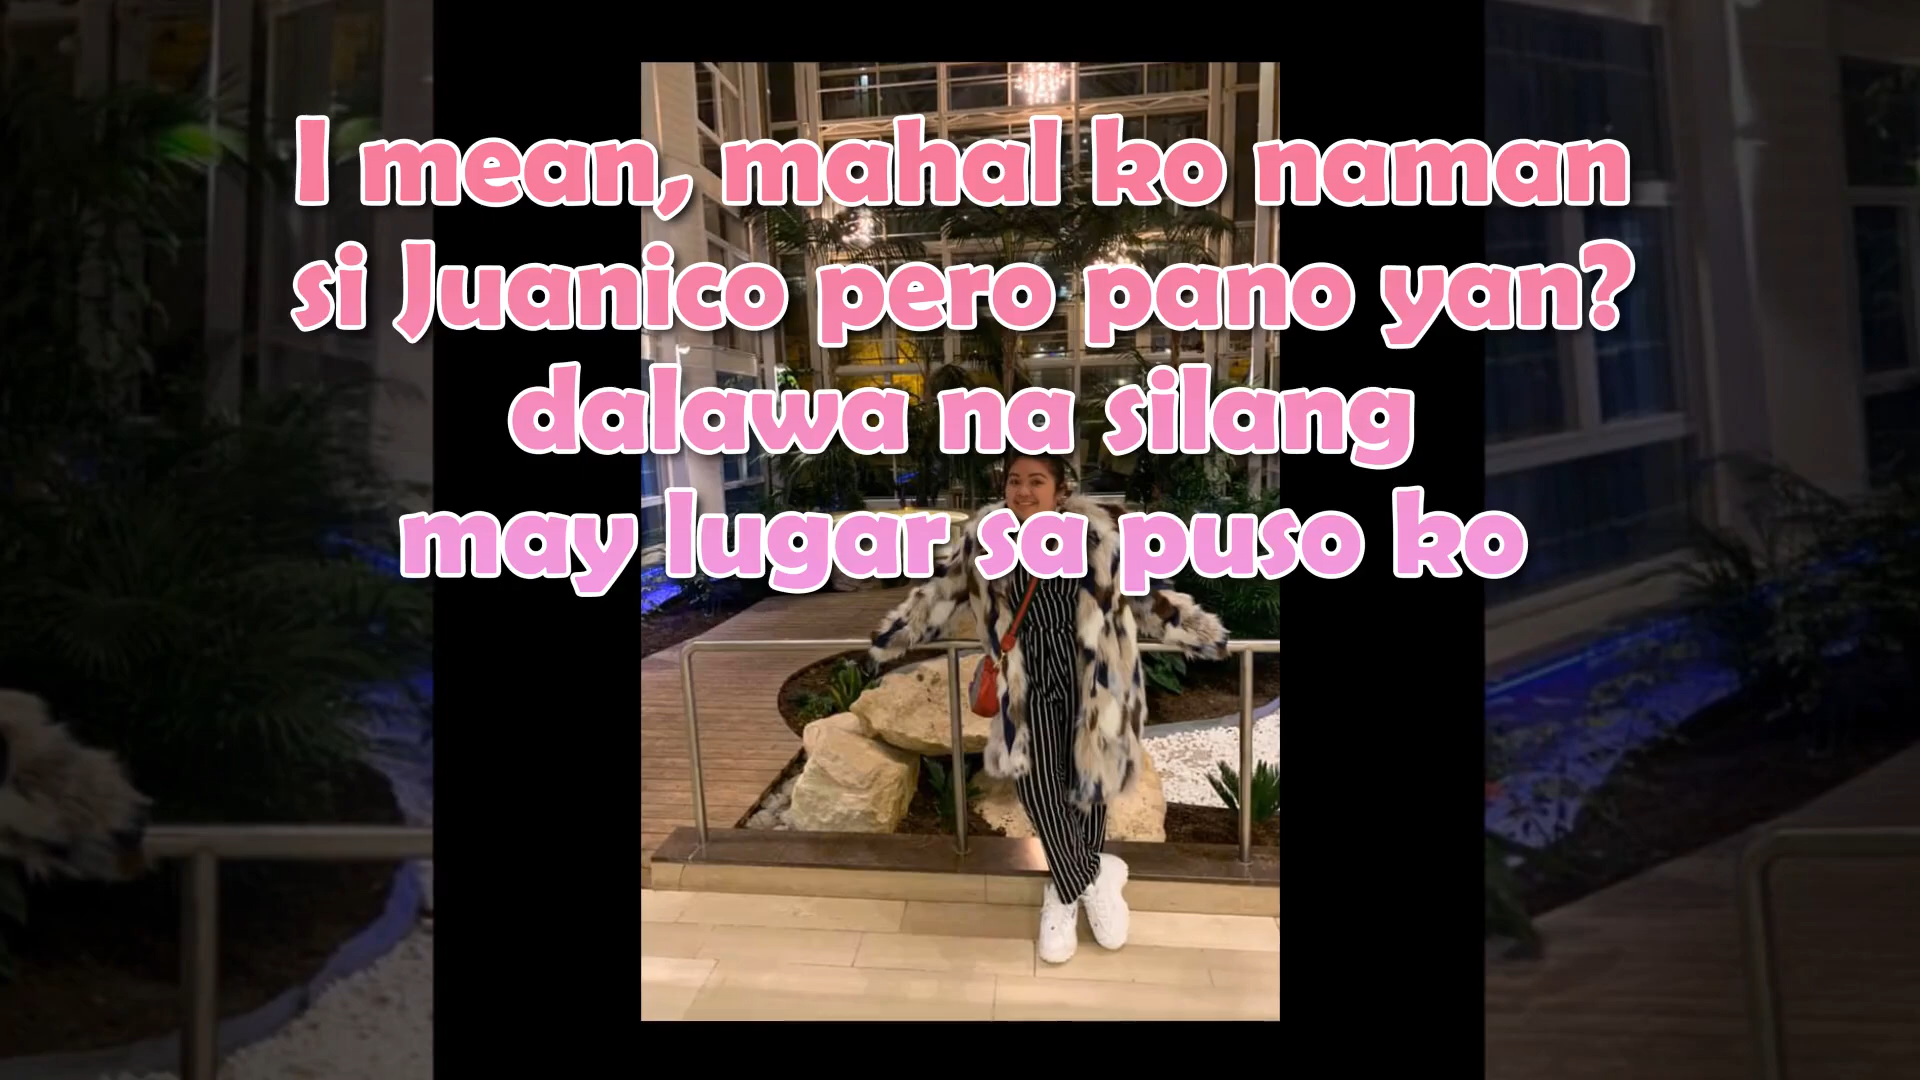 I mean, mahal ko naman
si Juanico pero pano yan?
dalawa na silang
may lugar sa puso ko